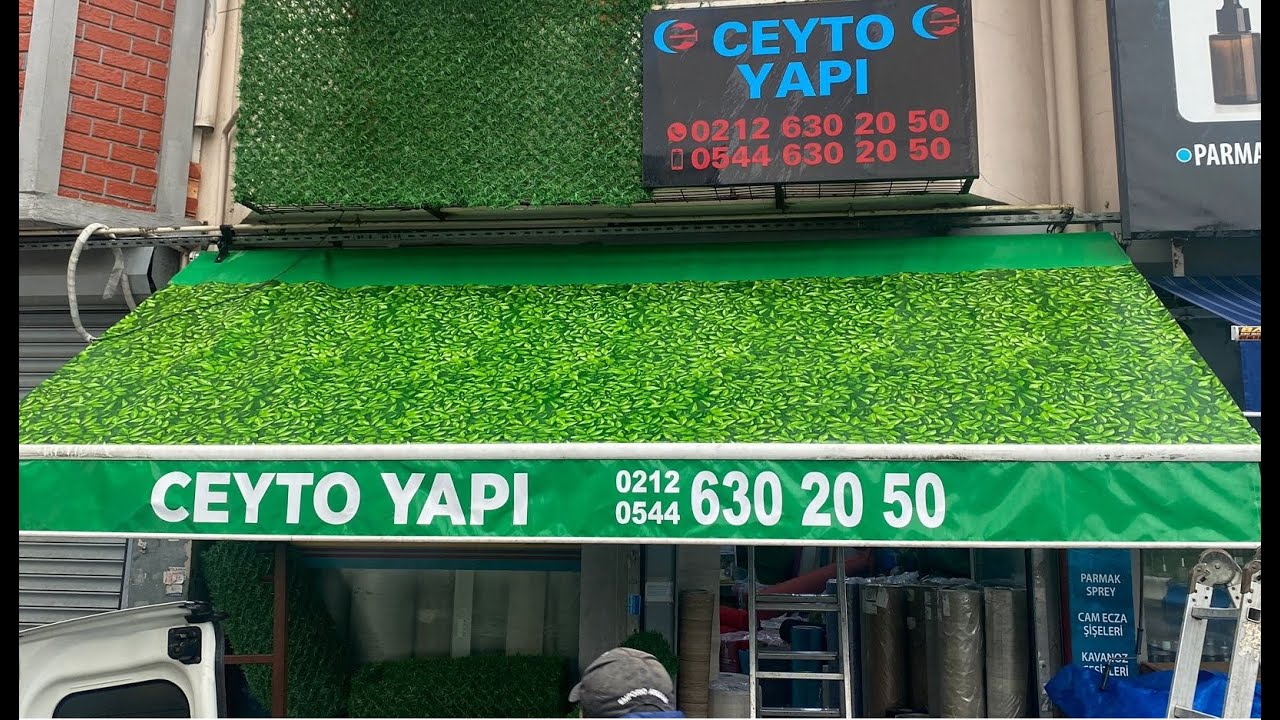 CEYTO
YAPI
0212 630 20 50
0544 630 20 50
PARMA
CEYTO YAPI
0212
0544
630 20 50
PARMAK
SPREY
CAM ECZA
ŞİŞELERİ
KAVANOZ